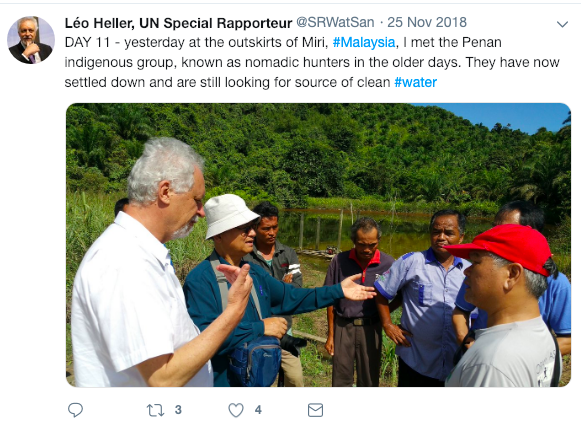 Léo Heller, UN Special Rapporteur @SRWatSan · 25 Nov 2018
DAY 11 - yesterday at the outskirts of Miri, #Malaysia, I met the Penan
indigenous group, known as nomadic hunters in the older days. They have now
settled down and are still looking for source of clean #water
3 4